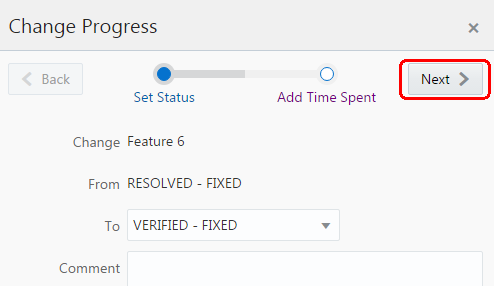 Change Progress
Back
Next
Set Status
Add Time Spent
Change Feature 6
From RESOLVED - FIXED
To VERIFIED - FIXED
Comment